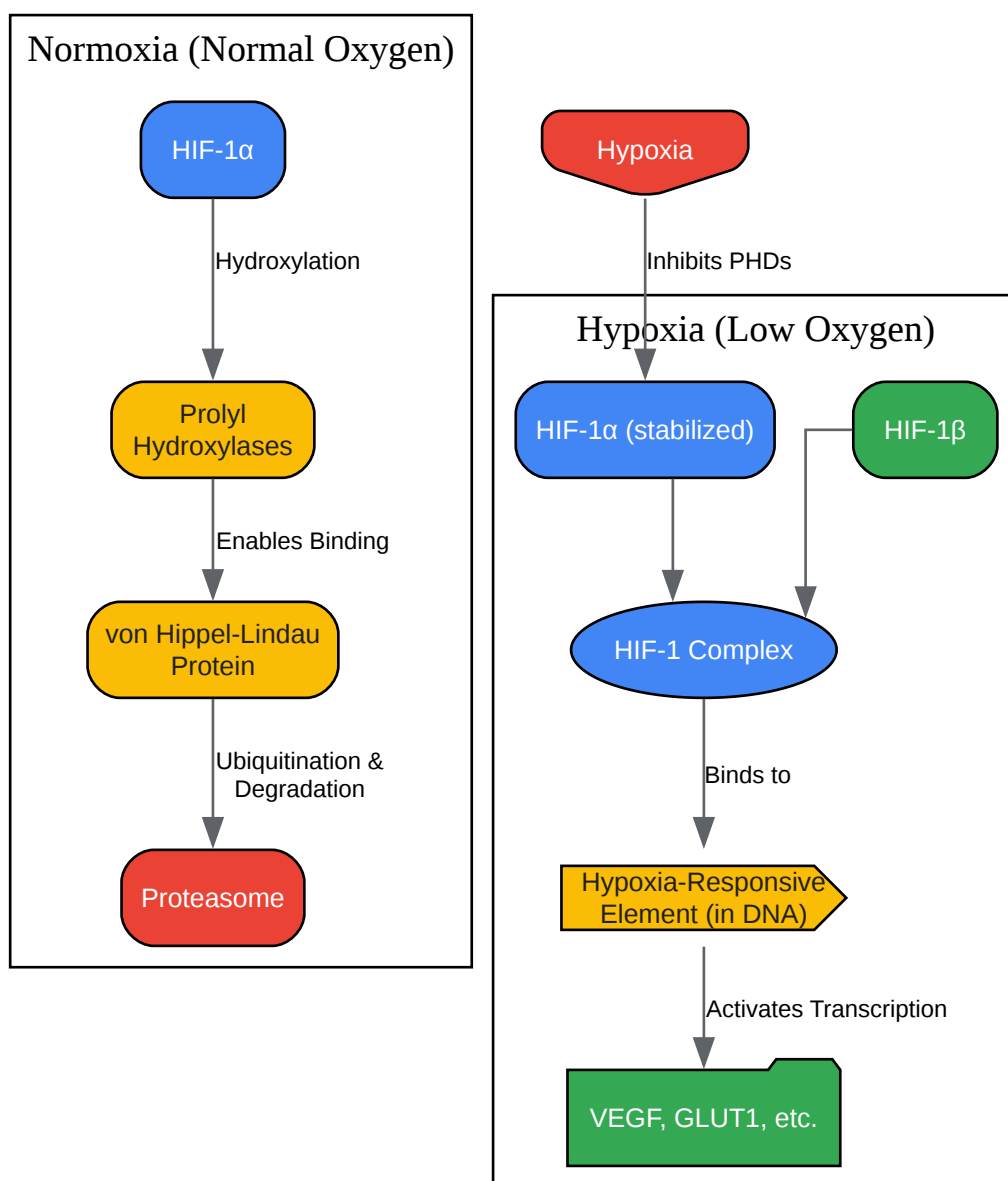 Normoxia (Normal Oxygen)
HIF-1α
Hydroxylation
Prolyl
Hydroxylases
Enables Binding
von Hippel-Lindau
Protein
Ubiquitination &
Degradation
Proteasome
Hypoxia
Inhibits PHDs
Hypoxia (Low Oxygen)
HIF-1α (stabilized)
HIF-1β
HIF-1 Complex
Binds to
Hypoxia-Responsive
Element (in DNA)
Activates Transcription
VEGF, GLUT1, etc.